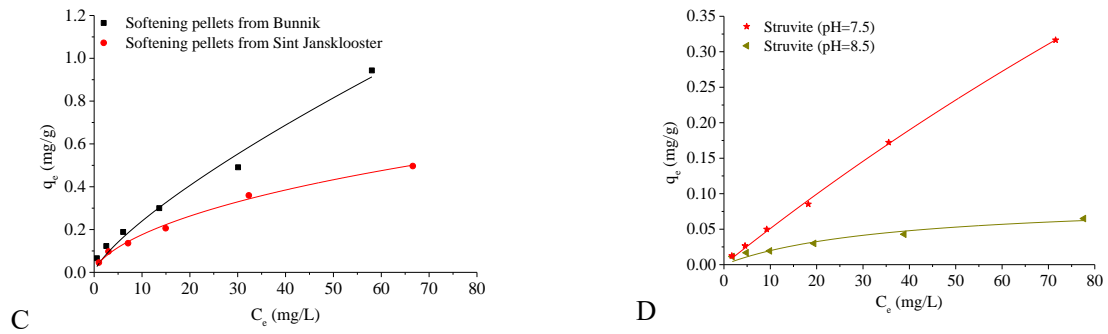 Softening pellets from Bunnik
Softening pellets from Sint Jansklooster
1.2
1.0
0.8
0.6
0.4
0.2
0.0
qe (mg/g)
0 10 20 30 40 50 60 70 80
Ce (mg/L)
C
Struvite (pH=7.5)
Struvite (pH=8.5)
0.35
0.30
0.25
0.20
0.15
0.10
0.05
0.00
qe (mg/g)
0 10 20 30 40 50 60 70 80
Ce (mg/L)
D